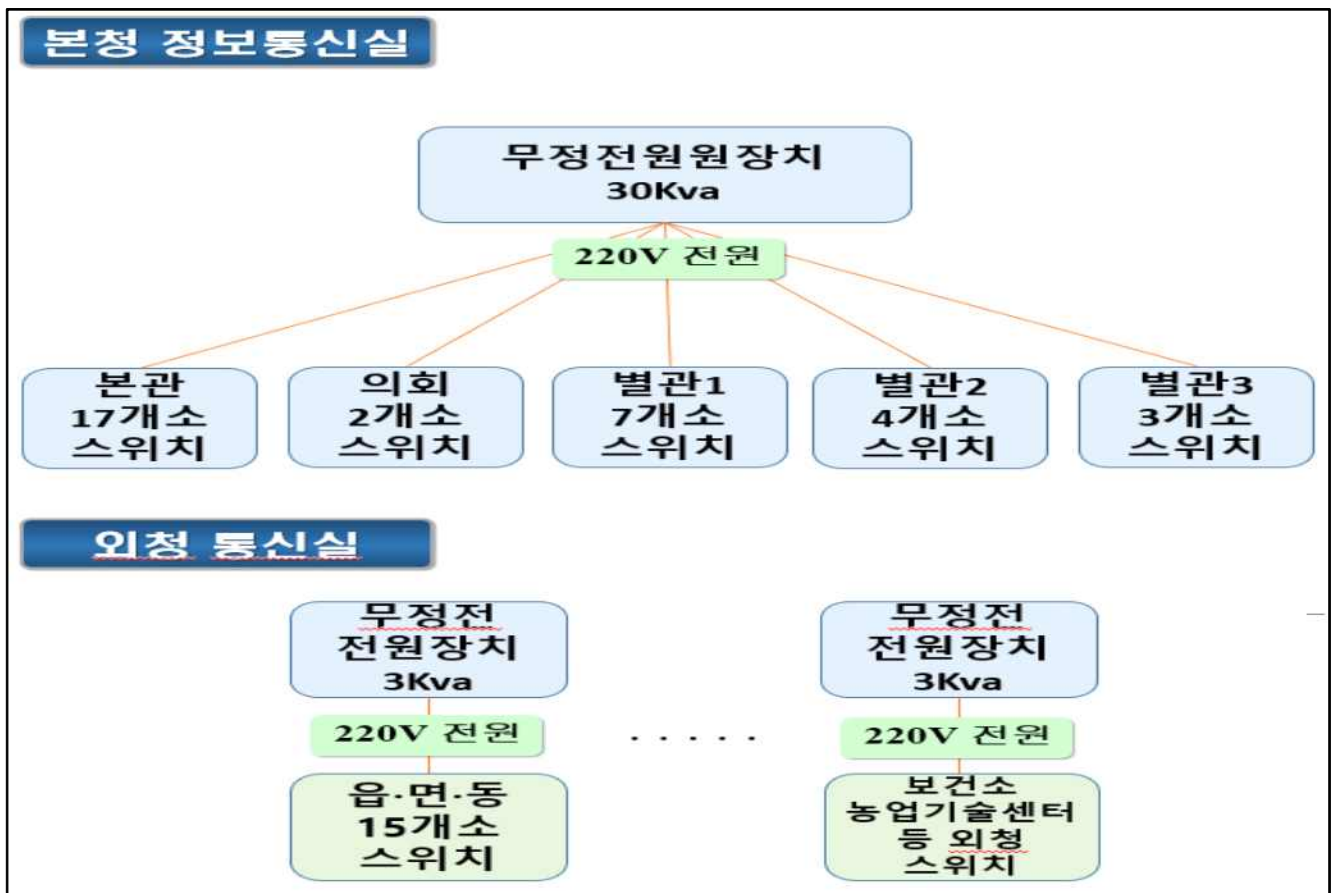 본청 정보통신실
무정전원원장치
30Kva
220V 전원
본관
17개소
스위치
의회
2개소
스위치
별관1
7개소
스위치
별관2
4개소
스위치
별관3
3개소
스위치
외청 통신실
무정전
전원장치
3Kva
220V 전원
읍·면·동
15개소
스위치
. . . . .
무정전
전원장치
3Kva
220V 전원
보건소
농업기술센터
등 외청
스위치